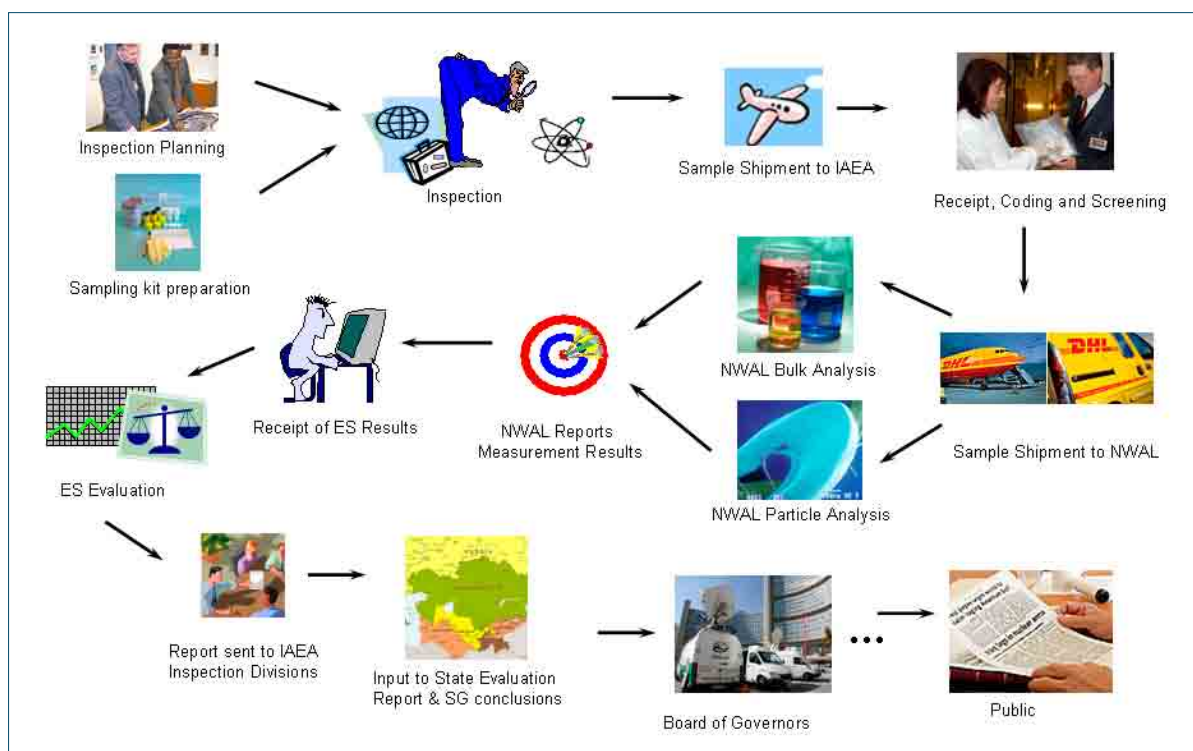 Inspection Planning
Sampling kit preparation
Inspection
Sample Shipment to IAEA
Receipt, Coding and Screening
DHL
DHL
Sample Shipment to NWAL
NWAL Bulk Analysis
NWAL Particle Analysis
NWAL Reports
Measurement Results
Receipt of ES Results
ES Evaluation
Report sent to IAEA
Inspection Divisions
Input to State Evaluation
Report & SG conclusions
Board of Governors
...
Public